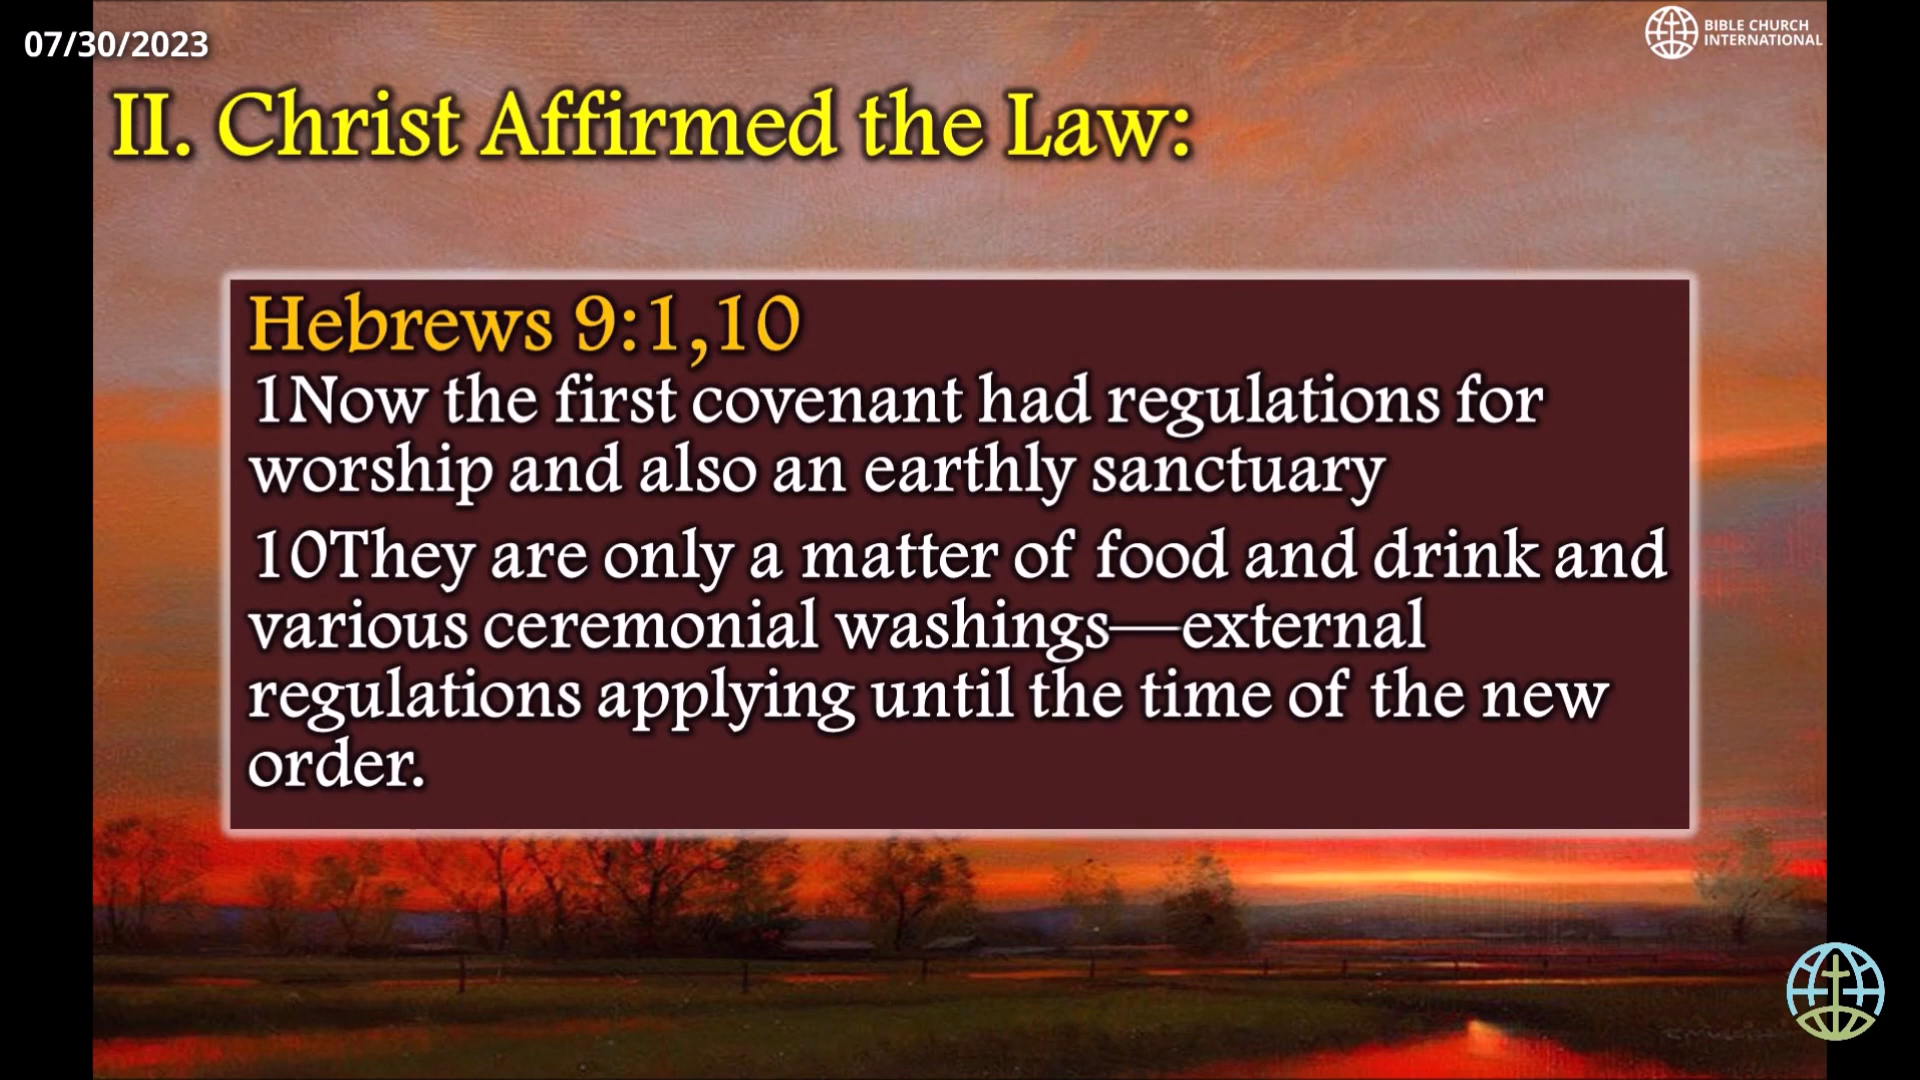 07/30/2023
BIBLE CHURCH
INTERNATIONAL
II. Christ Affirmed the Law:
Hebrews 9:1,10
1Now the first covenant had regulations for
worship and also an earthly sanctuary
10They are only a matter of food and drink and
various ceremonial washings—external
regulations applying until the time of the new
order.